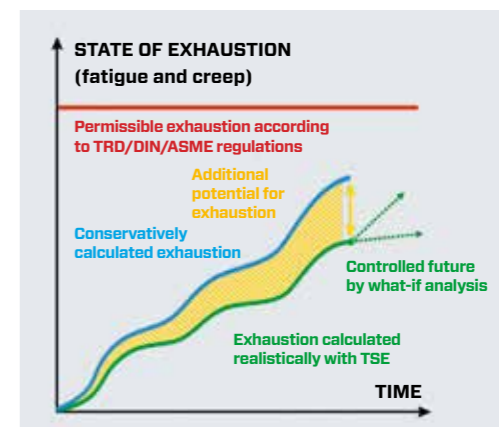 STATE OF EXHAUSTION
(fatigue and creep)
Permissible exhaustion according
to TRD/DIN/ASME regulations
Additional
potential for
exhaustion
Conservatively
calculated exhaustion
Controlled future
by what-if analysis
Exhaustion calculated
realistically with TSE
TIME